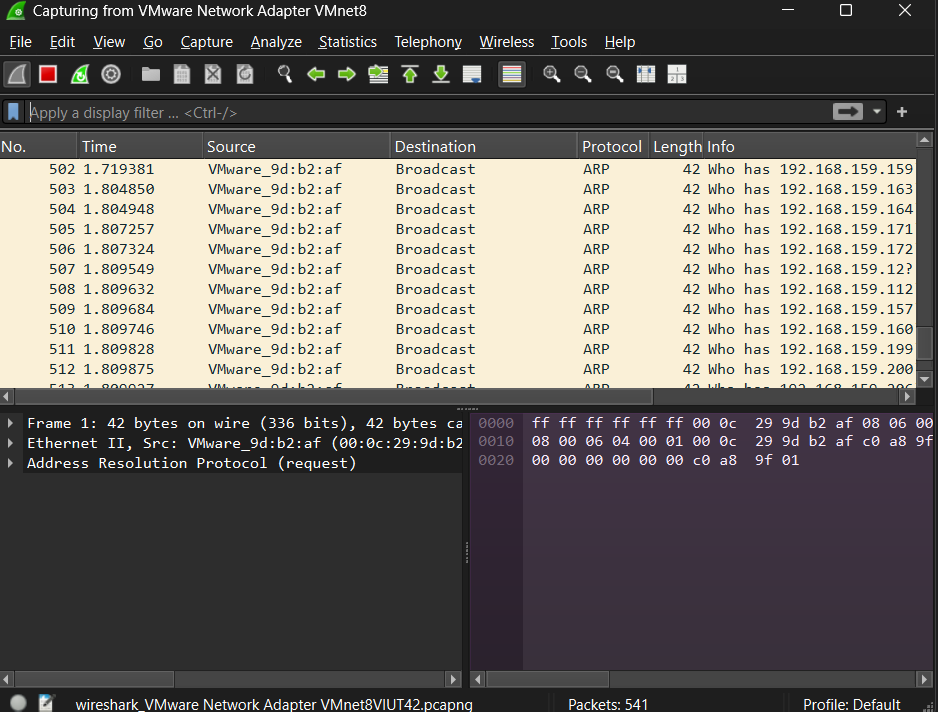 Capturing from VMware Network Adapter VMnet8
File Edit View Go Capture Analyze Statistics Telephony Wireless Tools Help
Apply a display filter ... <Ctrl-/>
No. Time Source Destination Protocol Length Info
502 1.719381 VMware_9d:b2:af Broadcast ARP 42 Who has 192.168.159.159
503 1.804850 VMware_9d:b2:af Broadcast ARP 42 Who has 192.168.159.163
504 1.804948 VMware_9d:b2:af Broadcast ARP 42 Who has 192.168.159.164
505 1.807257 VMware_9d:b2:af Broadcast ARP 42 Who has 192.168.159.171
506 1.807324 VMware_9d:b2:af Broadcast ARP 42 Who has 192.168.159.172
507 1.809549 VMware_9d:b2:af Broadcast ARP 42 Who has 192.168.159.12?
508 1.809632 VMware_9d:b2:af Broadcast ARP 42 Who has 192.168.159.112
509 1.809684 VMware_9d:b2:af Broadcast ARP 42 Who has 192.168.159.157
510 1.809746 VMware_9d:b2:af Broadcast ARP 42 Who has 192.168.159.160
511 1.809828 VMware_9d:b2:af Broadcast ARP 42 Who has 192.168.159.199
512 1.809875 VMware_9d:b2:af Broadcast ARP 42 Who has 192.168.159.200
Frame 1: 42 bytes on wire (336 bits), 42 bytes ca
Ethernet II, Src: VMware_9d:b2:af (00:0c:29:9d:b2
Address Resolution Protocol (request)
0000 ff ff ff ff ff ff 00 0c 29 9d b2 af 08 06 00
0010 08 00 06 04 00 01 00 0c 29 9d b2 af c0 a8 9f
0020 00 00 00 00 00 00 c0 a8 9f 01
wireshark_VMware Network Adapter VMnet8VIUT42.pcapng Packets: 541 Profile: Default